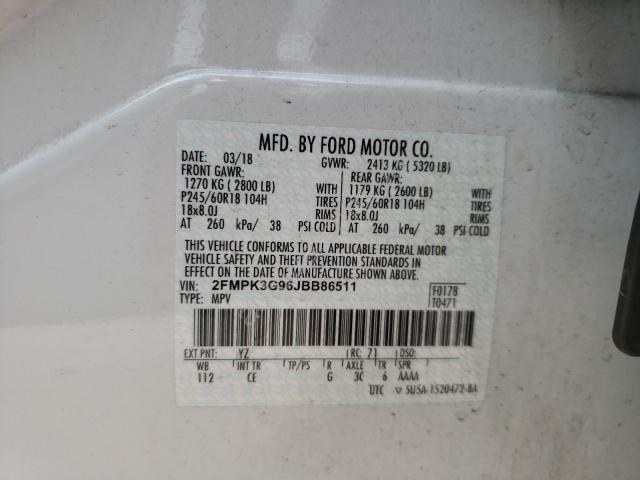 MFD. BY FORD MOTOR CO.
DATE: 03/18 GVWR: 2413 KG ( 5320 LB)
FRONT GAWR: REAR GAWR:
1270 KG ( 2800 LB) WITH 1179 KG ( 2600 LB) WITH
P245/60R18 104H TIRES P245/60R18 104H TIRES
18x8.0J RIMS 18x8.0J RIMS
AT 260 kPa/ 38 PSI COLD AT 260 kPa/ 38 PSI COLD
THIS VEHICLE CONFORMS TO ALL APPLICABLE FEDERAL MOTOR
VEHICLE SAFETY AND THEFT PREVENTION STANDARDS IN
EFFECT ON THE DATE OF MANUFACTURE SHOWN ABOVE.
VIN: 2FMPK3G96JBB86511 F0178
TYPE: MPV T0471
EXT PNT: YZ RC: 71 DSO:
WB INT TR TP/PS R AXLE TR SPR
112 CE G 3C 6 AAAA
UTC 5U5A-1520472-BA